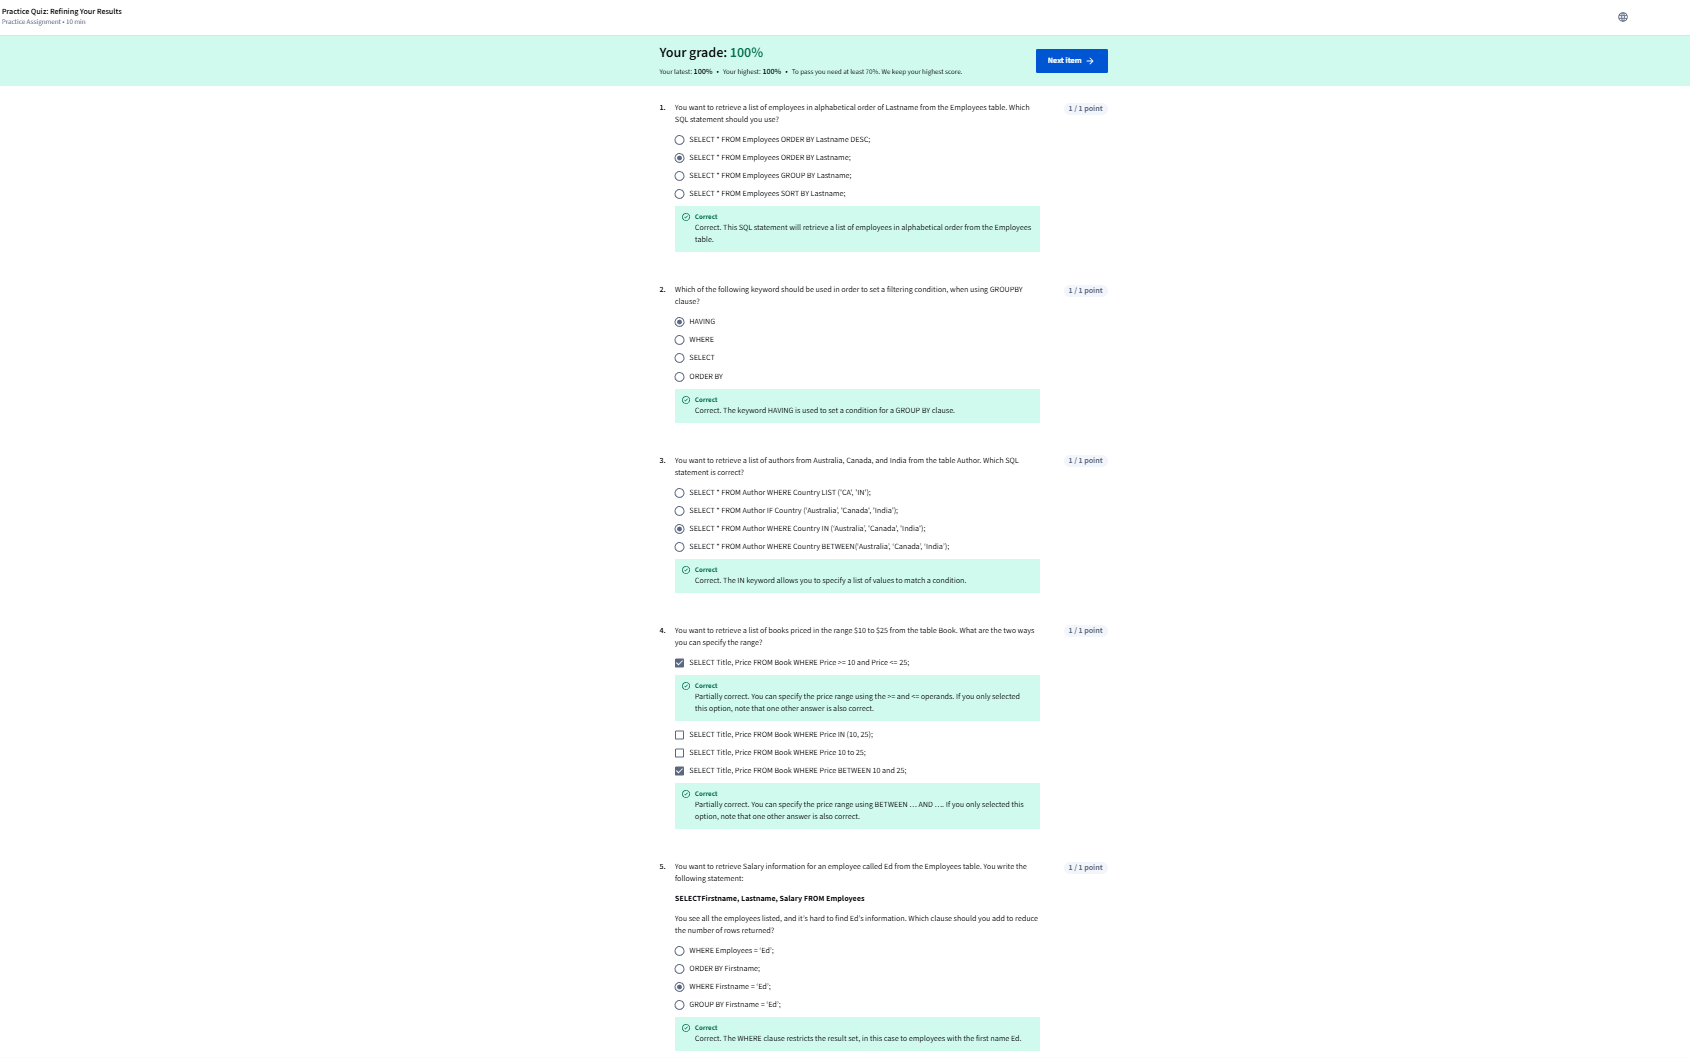 Practice Quiz: Refining Your Results
Practice Assignment • 10 min
Your grade: 100%
Your latest: 100% • Your highest: 100% • To pass you need at least 70%. We keep your highest score.
Next item →
1. You want to retrieve a list of employees in alphabetical order of Lastname from the Employees table. Which
SQL statement should you use?
1 / 1 point
SELECT * FROM Employees ORDER BY Lastname DESC;
SELECT * FROM Employees ORDER BY Lastname;
SELECT * FROM Employees GROUP BY Lastname;
SELECT * FROM Employees SORT BY Lastname;
Correct
Correct. This SQL statement will retrieve a list of employees in alphabetical order from the Employees
table.
2. Which of the following keyword should be used in order to set a filtering condition, when using GROUPBY
clause?
1 / 1 point
HAVING
WHERE
SELECT
ORDER BY
Correct
Correct. The keyword HAVING is used to set a condition for a GROUP BY clause.
3. You want to retrieve a list of authors from Australia, Canada, and India from the table Author. Which SQL
statement is correct?
1 / 1 point
SELECT * FROM Author WHERE Country LIST ('CA', 'IN');
SELECT * FROM Author IF Country ('Australia', 'Canada', 'India');
SELECT * FROM Author WHERE Country IN ('Australia', 'Canada', 'India');
SELECT * FROM Author WHERE Country BETWEEN('Australia', 'Canada', 'India');
Correct
Correct. The IN keyword allows you to specify a list of values to match a condition.
4. You want to retrieve a list of books priced in the range $10 to $25 from the table Book. What are the two ways
you can specify the range?
1 / 1 point
SELECT Title, Price FROM Book WHERE Price >= 10 and Price <= 25;
Correct
Partially correct. You can specify the price range using the >= and <= operands. If you only selected
this option, note that one other answer is also correct.
SELECT Title, Price FROM Book WHERE Price IN (10, 25);
SELECT Title, Price FROM Book WHERE Price 10 to 25;
SELECT Title, Price FROM Book WHERE Price BETWEEN 10 and 25;
Correct
Partially correct. You can specify the price range using BETWEEN … AND …. If you only selected this
option, note that one other answer is also correct.
5. You want to retrieve Salary information for an employee called Ed from the Employees table. You write the
following statement:
1 / 1 point
SELECTFirstname, Lastname, Salary FROM Employees
You see all the employees listed, and it's hard to find Ed's information. Which clause should you add to reduce
the number of rows returned?
WHERE Employees = 'Ed';
ORDER BY Firstname;
WHERE Firstname = 'Ed';
GROUP BY Firstname = 'Ed';
Correct
Correct. The WHERE clause restricts the result set, in this case to employees with the first name Ed.